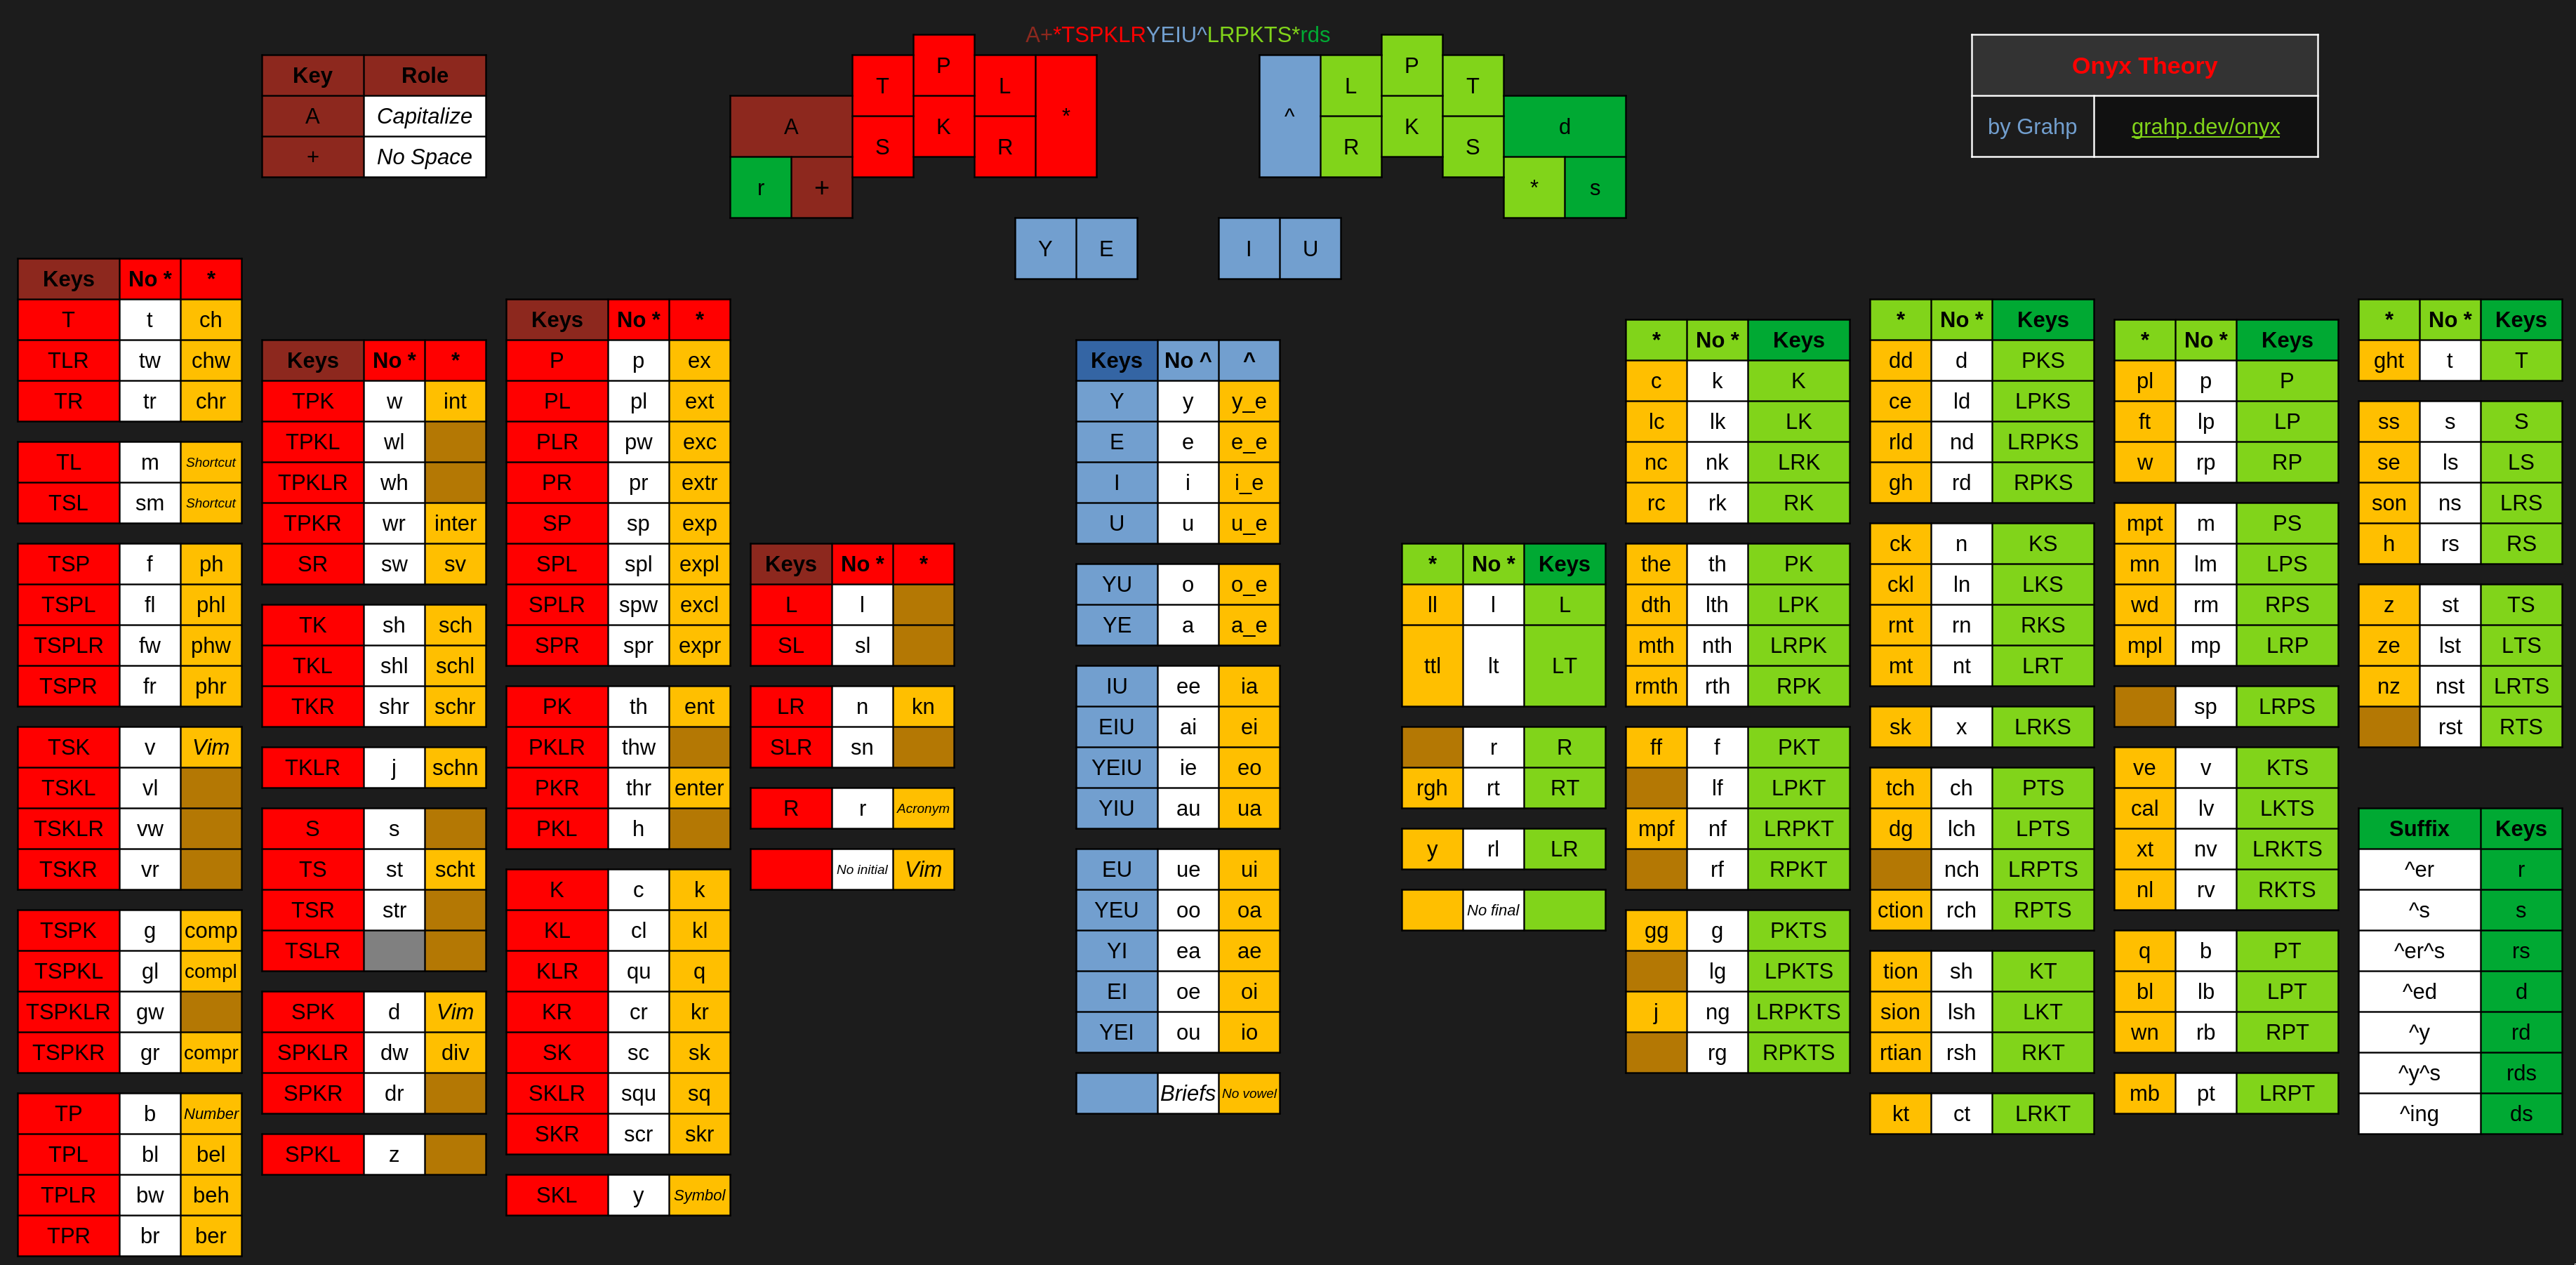 A+*TSPKLRYEIU^LRPKTS*rds
Key Role
A Capitalize
+ No Space
P
T L
A K *
S R
r +
P
^ L T
K d
R S
* s
Y E I U
Onyx Theory
by Grahp grahp.dev/onyx
Keys No * *
T t ch
TLR tw chw
TR tr chr
TL m Shortcut
TSL sm Shortcut
TSP f ph
TSPL fl phl
TSPLR fw phw
TSPR fr phr
TSK v Vim
TSKL vl
TSKLR vw
TSKR vr
TSPK g comp
TSPKL gl compl
TSPKLR gw
TSPKR gr compr
TP b Number
TPL bl bel
TPLR bw beh
TPR br ber
Keys No * *
TPK w int
TPKL wl
TPKLR wh
TPKR wr inter
SR sw sv
TK sh sch
TKL shl schl
TKR shr schr
TKLR j schn
S s
TS st scht
TSR str
TSLR
SPK d Vim
SPKLR dw div
SPKR dr
SPKL z
Keys No * *
P p ex
PL pl ext
PLR pw exc
PR pr extr
SP sp exp
SPL spl expl
SPLR spw excl
SPR spr expr
PK th ent
PKLR thw
PKR thr enter
PKL h
K c k
KL cl kl
KLR qu q
KR cr kr
SK sc sk
SKLR squ sq
SKR scr skr
SKL y Symbol
Keys No * *
L l
SL sl
LR n kn
SLR sn
R r Acronym
No initial Vim
Keys No ^ ^
Y y y_e
E e e_e
I i i_e
U u u_e
YU o o_e
YE a a_e
IU ee ia
EIU ai ei
YEIU ie eo
YIU au ua
EU ue ui
YEU oo oa
YI ea ae
EI oe oi
YEI ou io
Briefs No vowel
* No * Keys
ll l L
ttl lt LT
r R
rgh rt RT
y rl LR
No final
* No * Keys
c k K
lc lk LK
nc nk LRK
rc rk RK
the th PK
dth lth LPK
mth nth LRPK
rmth rth RPK
ff f PKT
lf LPKT
mpf nf LRPKT
rf RPKT
gg g PKTS
lg LPKTS
j ng LRPKTS
rg RPKTS
* No * Keys
dd d PKS
ce ld LPKS
rld nd LRPKS
gh rd RPKS
ck n KS
ckl ln LKS
rnt rn RKS
mt nt LRT
sk x LRKS
tch ch PTS
dg lch LPTS
nch LRPTS
ction rch RPTS
tion sh KT
sion lsh LKT
rtian rsh RKT
kt ct LRKT
* No * Keys
pl p P
ft lp LP
w rp RP
mpt m PS
mn lm LPS
wd rm RPS
mpl mp LRP
sp LRPS
ve v KTS
cal lv LKTS
xt nv LRKTS
nl rv RKTS
q b PT
bl lb LPT
wn rb RPT
mb pt LRPT
* No * Keys
ght t T
ss s S
se ls LS
son ns LRS
h rs RS
z st TS
ze lst LTS
nz nst LRTS
rst RTS
Suffix Keys
^er r
^s s
^er^s rs
^ed d
^y rd
^y^s rds
^ing ds